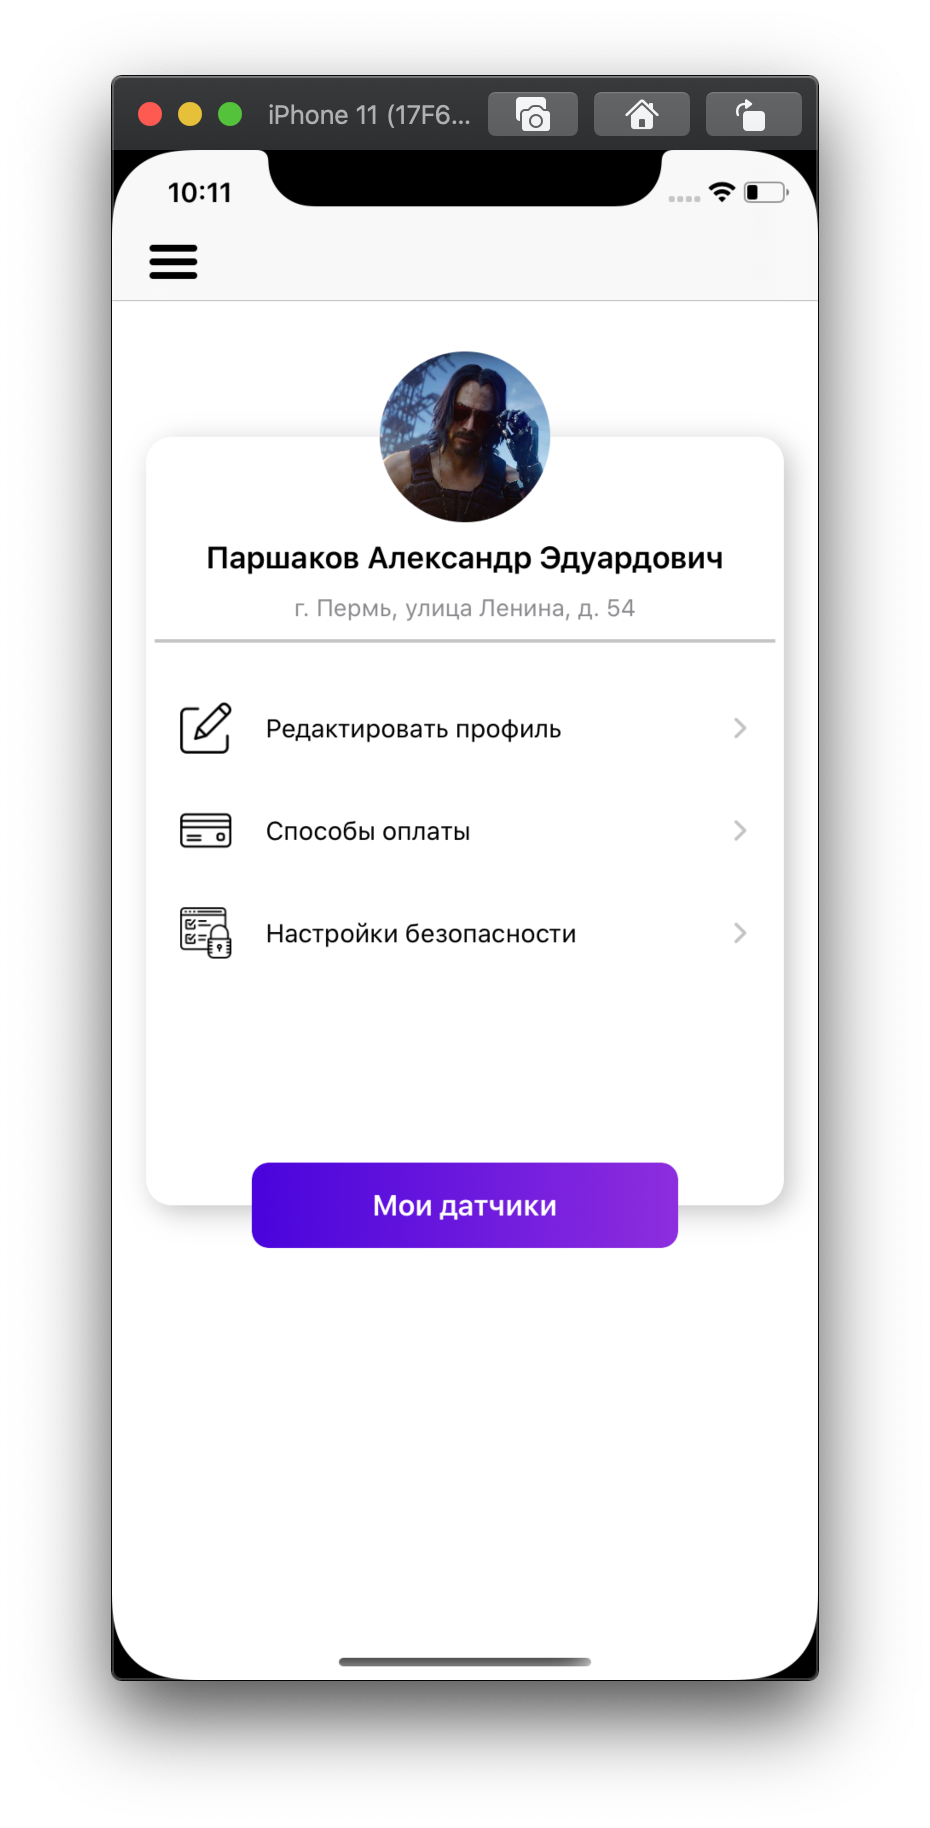 iPhone 11 (17F6...
10:11
Паршаков Александр Эдуардович
г. Пермь, улица Ленина, д. 54
Редактировать профиль
Способы оплаты
Настройки безопасности
Мои датчики